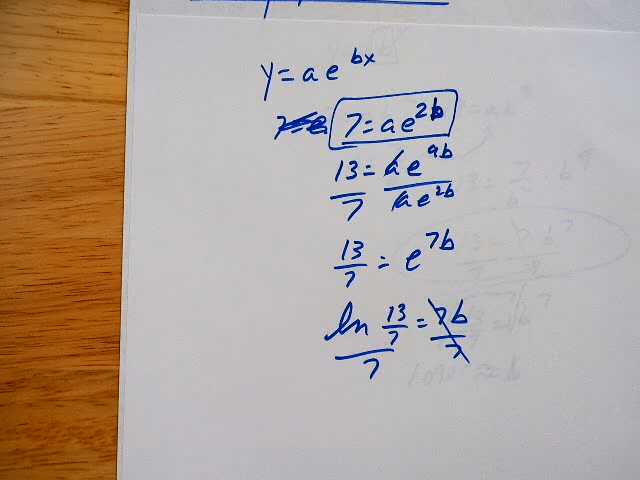 y = ae^{bx}
7 = ae^{2b}
13/7 = ae^{9b}/ae^{2b}
13/7 = e^{7b}
ln 13/7 / 7 = 7b/7